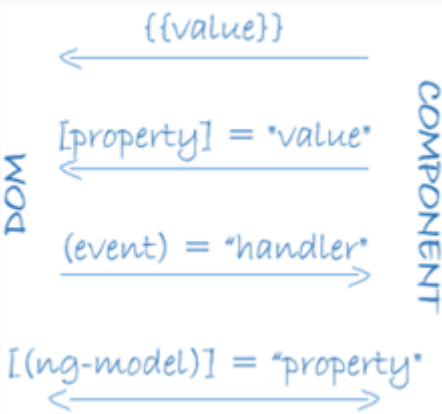 {{value}}
[property] = "value"
DOM
COMPONENT
(event) = "handler"
[(ng-model)] = "property"